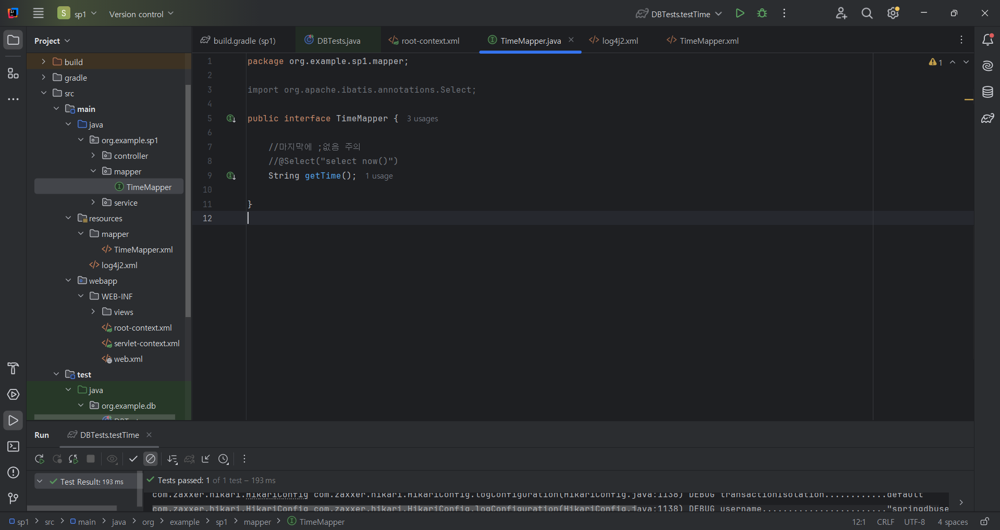 S sp1 Version control DBTests.testTime
Project
build.gradle (sp1) DBTests.java root-context.xml TimeMapper.java log4j2.xml TimeMapper.xml
build
gradle
src
main
java
org.example.sp1
controller
mapper
TimeMapper
service
resources
mapper
TimeMapper.xml
log4j2.xml
webapp
WEB-INF
views
root-context.xml
servlet-context.xml
web.xml
test
java
org.example.db
1 package org.example.sp1.mapper;
2
3 import org.apache.ibatis.annotations.Select;
4
5 public interface TimeMapper { 3 usages
6
7 //마지막에 ;없음 주의
8 //@Select("select now()")
9 String getTime(); 1 usage
10
11 }
12
1
Run DBTests.testTime
Test Results 193 ms
Tests passed: 1 of 1 test – 193 ms
com.zaxxer.hikari.HikariConfig com.zaxxer.hikari.HikariConfig.logConfiguration(HikariConfig.java:1138) DEBUG transactionIsolation............default
com.zaxxer.hikari.HikariConfig com.zaxxer.hikari.HikariConfig.logConfiguration(HikariConfig.java:1138) DEBUG username........................"springdbuse
sp1 > src > main > java > org > example > sp1 > mapper > TimeMapper
12:1 CRLF UTF-8 4 spaces